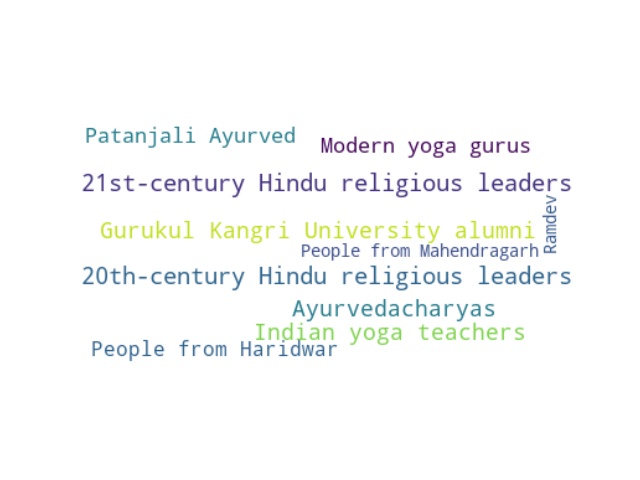 Patanjali Ayurved
Modern yoga gurus
21st-century Hindu religious leaders
Ramdev
Gurukul Kangri University alumni
People from Mahendragarh
20th-century Hindu religious leaders
Ayurvedacharyas
Indian yoga teachers
People from Haridwar